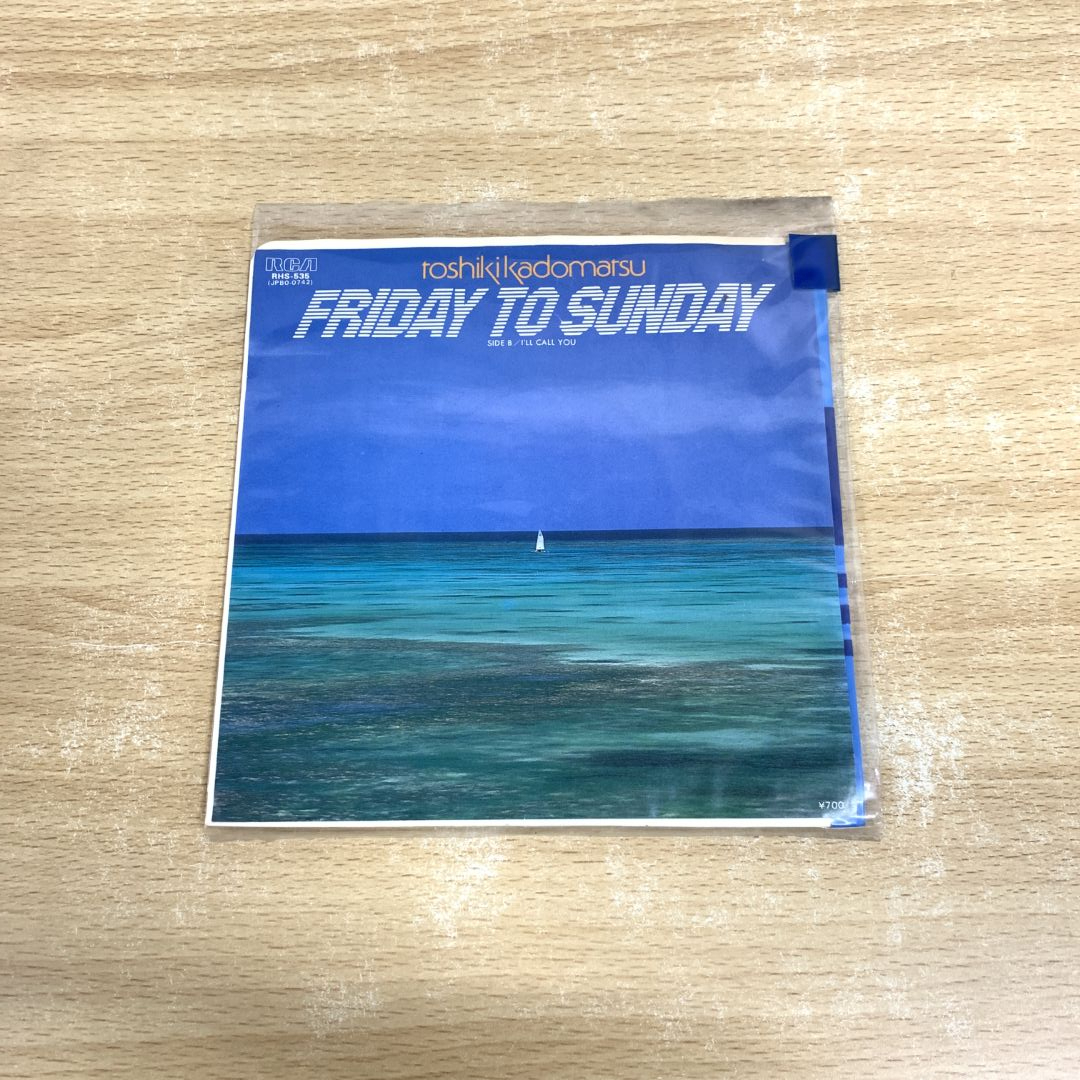 RCA
RHS-535
(JPBO-0742)
toshiki kadomatsu
FRIDAY TO SUNDAY
SIDE B／I'LL CALL YOU
¥700